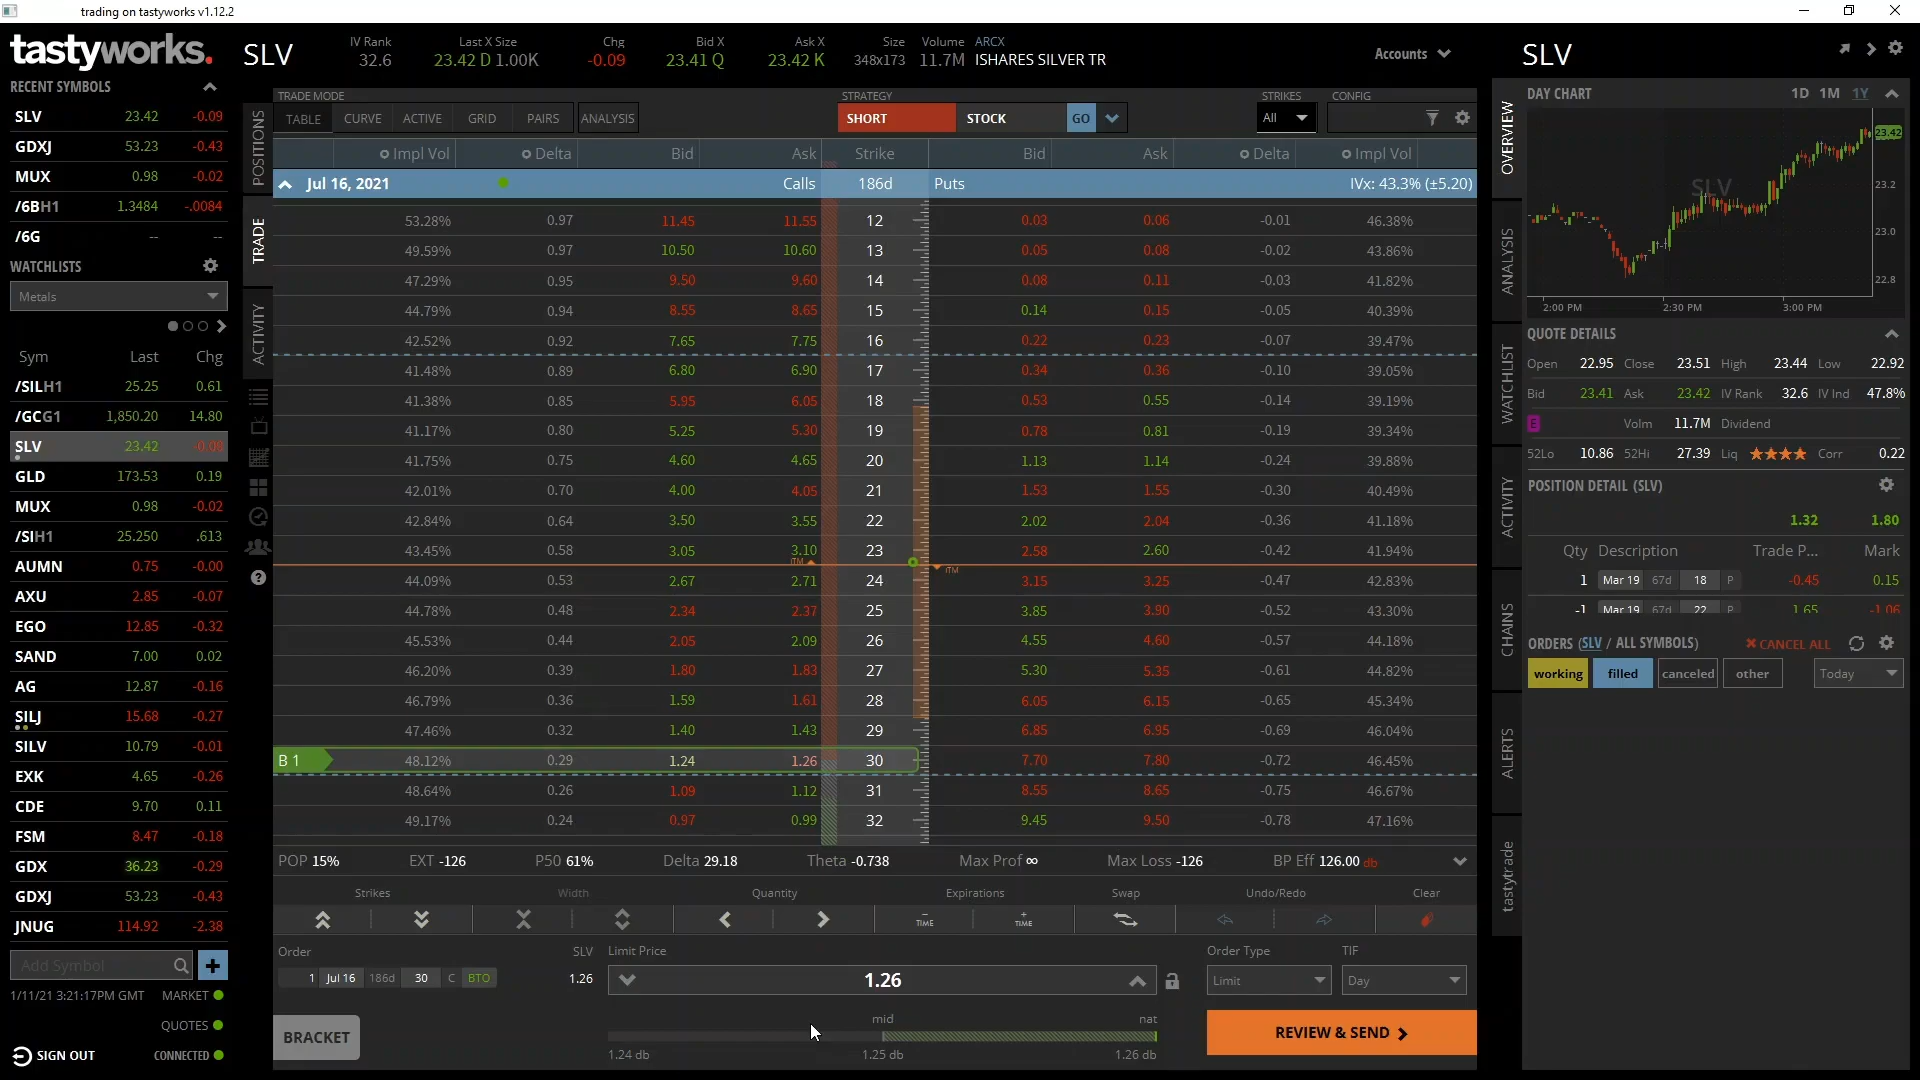 trading on tastyworks v1.12.2
tastyworks.
SLV
IV Rank 32.6
Last X Size 23.42 D 1.00K
Chg -0.09
Bid X 23.41 Q
Ask X 23.42 K
Size 348x173
Volume 11.7M
ARCX ISHARES SILVER TR
Accounts
RECENT SYMBOLS
SLV 23.42 -0.09
GDXJ 53.23 -0.43
MUX 0.98 -0.02
/6BH1 1.3484 -.0084
/6G -- --
WATCHLISTS
Metals
Sym Last Chg
/SILH1 25.25 0.61
/GCG1 1,850.20 14.80
SLV 23.42 -0.09
GLD 173.53 0.19
MUX 0.98 -0.02
/SIH1 25.250 .613
AUMN 0.75 -0.00
AXU 2.85 -0.07
EGO 12.85 -0.32
SAND 7.00 0.02
AG 12.87 -0.16
SILJ 15.68 -0.27
SILV 10.79 -0.01
EXK 4.65 -0.26
CDE 9.70 0.11
FSM 8.47 -0.18
GDX 36.23 -0.29
GDXJ 53.23 -0.43
JNUG 114.92 -2.38
Add Symbol
1/11/21 3:21:17PM GMT MARKET
QUOTES
SIGN OUT CONNECTED
POSITIONS
TRADE
ACTIVITY
TRADE MODE
TABLE CURVE ACTIVE GRID PAIRS ANALYSIS
STRATEGY
SHORT STOCK GO
STRIKES
All
CONFIG
Impl Vol Delta Bid Ask Strike Bid Ask Delta Impl Vol
Jul 16, 2021 Calls 186d Puts IVx: 43.3% (±5.20)
53.28% 0.97 11.45 11.55 12 0.03 0.06 -0.01 46.38%
49.59% 0.97 10.50 10.60 13 0.05 0.08 -0.02 43.86%
47.29% 0.95 9.50 9.60 14 0.08 0.11 -0.03 41.82%
44.79% 0.94 8.55 8.65 15 0.14 0.15 -0.05 40.39%
42.52% 0.92 7.65 7.75 16 0.22 0.23 -0.07 39.47%
41.48% 0.89 6.80 6.90 17 0.34 0.36 -0.10 39.05%
41.38% 0.85 5.95 6.05 18 0.53 0.55 -0.14 39.19%
41.17% 0.80 5.25 5.30 19 0.78 0.81 -0.19 39.34%
41.75% 0.75 4.60 4.65 20 1.13 1.14 -0.24 39.88%
42.01% 0.70 4.00 4.05 21 1.53 1.55 -0.30 40.49%
42.84% 0.64 3.50 3.55 22 2.02 2.04 -0.36 41.18%
43.45% 0.58 3.05 3.10 23 2.58 2.60 -0.42 41.94%
ITM ITM
44.09% 0.53 2.67 2.71 24 3.15 3.25 -0.47 42.83%
44.78% 0.48 2.34 2.37 25 3.85 3.90 -0.52 43.30%
45.53% 0.44 2.05 2.09 26 4.55 4.60 -0.57 44.18%
46.20% 0.39 1.80 1.83 27 5.30 5.35 -0.61 44.82%
46.79% 0.36 1.59 1.61 28 6.05 6.15 -0.65 45.34%
47.46% 0.32 1.40 1.43 29 6.85 6.95 -0.69 46.04%
B 1 48.12% 0.29 1.24 1.26 30 7.70 7.80 -0.72 46.45%
48.64% 0.26 1.09 1.12 31 8.55 8.65 -0.75 46.67%
49.17% 0.24 0.97 0.99 32 9.45 9.50 -0.78 47.16%
POP 15% EXT -126 P50 61% Delta 29.18 Theta -0.738 Max Prof ∞ Max Loss -126 BP Eff 126.00 db
Strikes Width Quantity Expirations Swap Undo/Redo Clear
- TIME + TIME
Order SLV Limit Price Order Type TIF
1 Jul 16 186d 30 C BTO 1.26 1.26 Limit Day
BRACKET
mid nat
1.24 db 1.25 db 1.26 db
REVIEW & SEND
SLV
OVERVIEW
ANALYSIS
WATCHLIST
ACTIVITY
CHAINS
ALERTS
tastytrade
DAY CHART 1D 1M 1Y
SLV
23.42
23.2
23.0
22.8
2:00 PM 2:30 PM 3:00 PM
QUOTE DETAILS
Open 22.95 Close 23.51 High 23.44 Low 22.92
Bid 23.41 Ask 23.42 IV Rank 32.6 IV Ind 47.8%
E Volm 11.7M Dividend
52Lo 10.86 52Hi 27.39 Liq Corr 0.22
POSITION DETAIL (SLV)
1.32 1.80
Qty Description Trade P... Mark
1 Mar 19 67d 18 P -0.45 0.15
-1 Mar 19 67d 22 P 1.65 -1.06
ORDERS (SLV / ALL SYMBOLS) CANCEL ALL
working filled canceled other Today